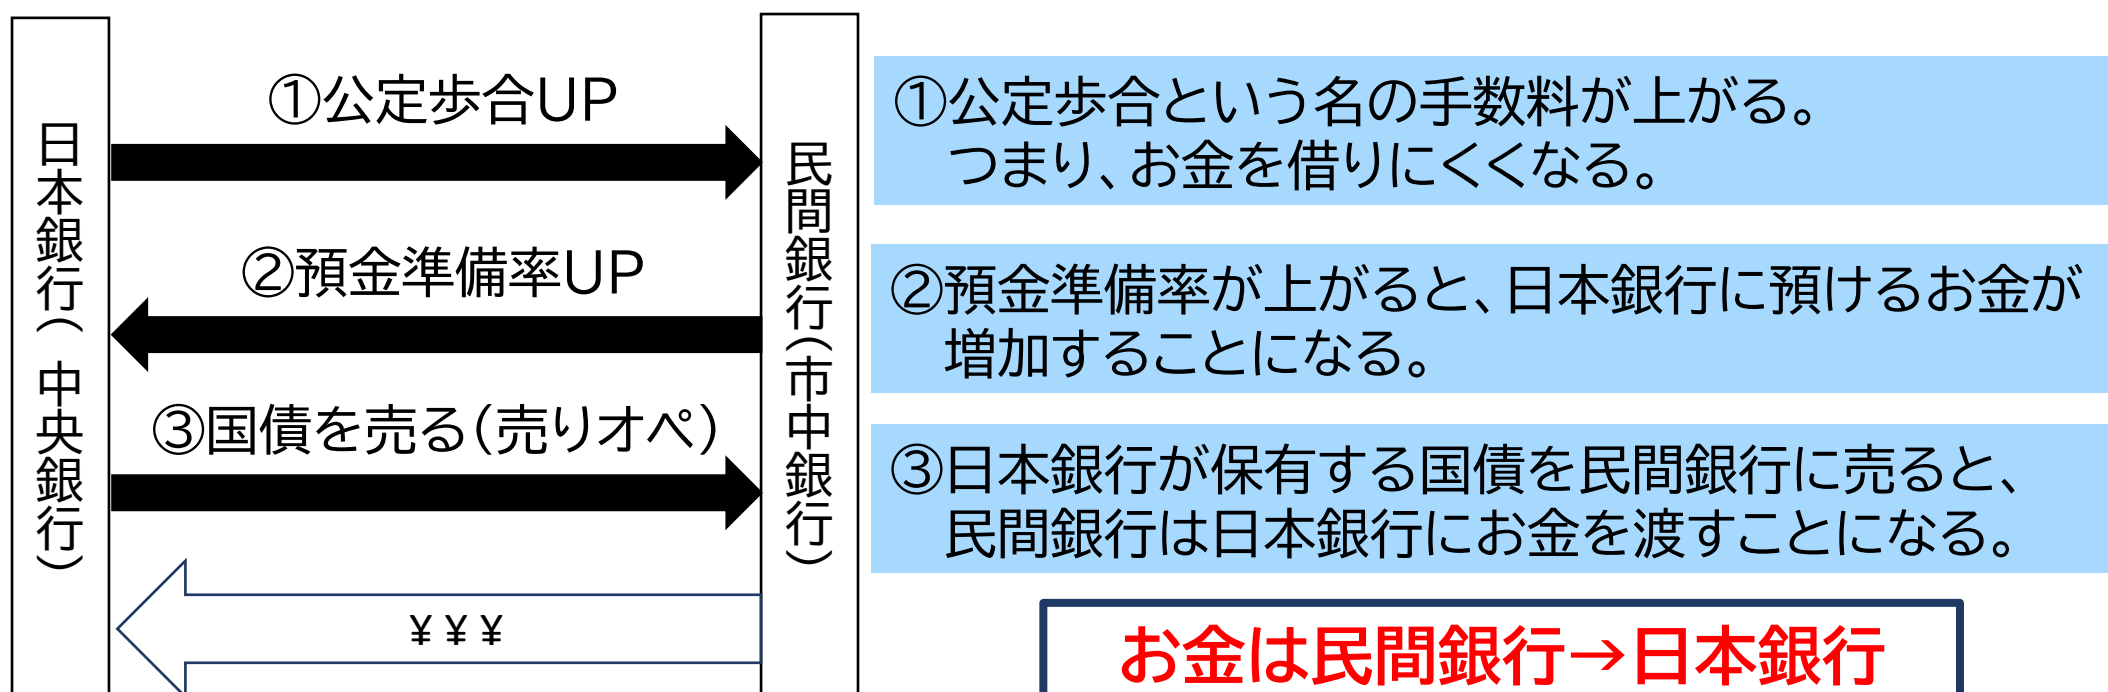 日本銀行(中央銀行)
①公定歩合UP
②預金準備率UP
③国債を売る(売りオペ)
¥¥¥
民間銀行(市中銀行)
①公定歩合という名の手数料が上がる。
つまり、お金を借りにくくなる。
②預金準備率が上がると、日本銀行に預けるお金が
増加することになる。
③日本銀行が保有する国債を民間銀行に売ると、
民間銀行は日本銀行にお金を渡すことになる。
お金は民間銀行→日本銀行